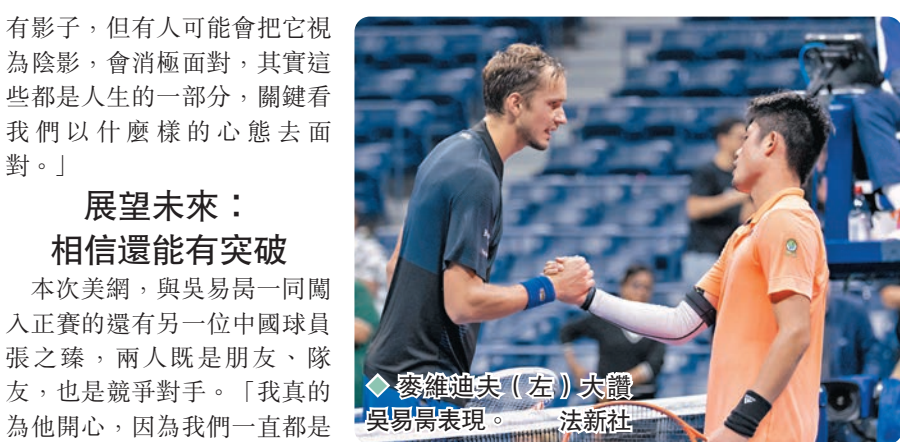 有影子，但有人可能會把它視
為陰影，會消極面對，其實這
些都是人生的一部分，關鍵看
我們以什麼樣的心態去面
對。」
展望未來：
相信還能有突破
本次美網，與吳易昺一同闖
入正賽的還有另一位中國球員
張之臻，兩人既是朋友、隊
友，也是競爭對手。「我真的
為他開心，因為我們一直都是
◆ 麥維迪夫（左）大讚
吳易昺表現。 法新社